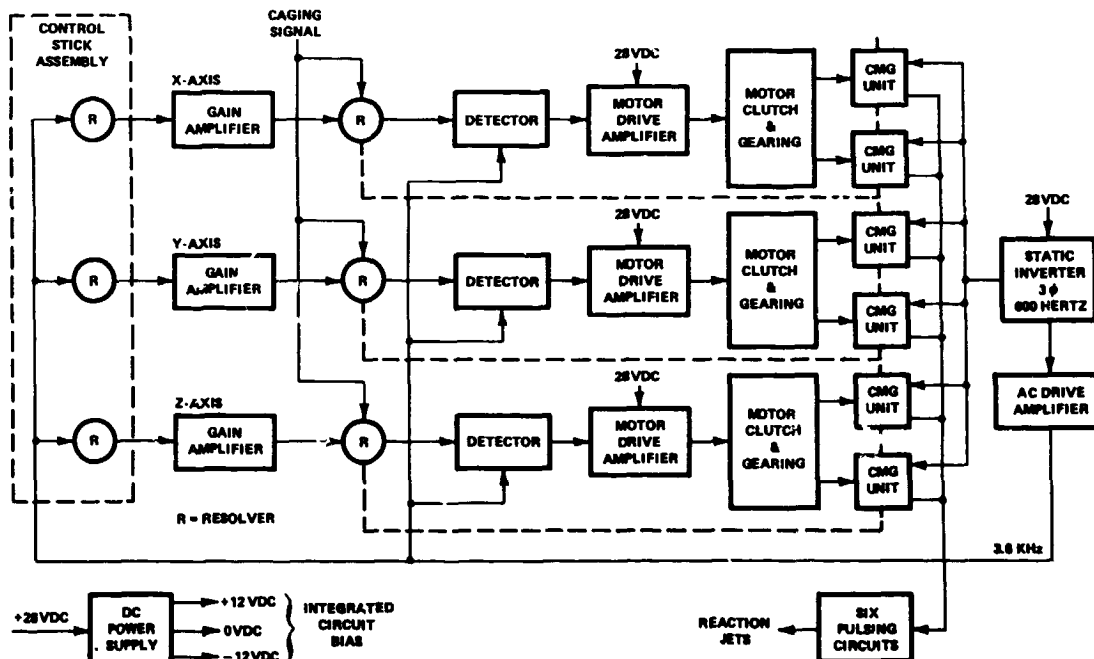 CONTROL
STICK
ASSEMBLY
CAGING
SIGNAL
X-AXIS
R
GAIN
AMPLIFIER
R
DETECTOR
28VDC
MOTOR
DRIVE
AMPLIFIER
MOTOR
CLUTCH
&
GEARING
CMG
UNIT
CMG
UNIT
Y-AXIS
R
GAIN
AMPLIFIER
R
DETECTOR
28VDC
MOTOR
DRIVE
AMPLIFIER
MOTOR
CLUTCH
&
GEARING
CMG
UNIT
CMG
UNIT
28VDC
STATIC
INVERTER
3 ϕ
600 HERTZ
AC DRIVE
AMPLIFIER
Z-AXIS
R
GAIN
AMPLIFIER
R
DETECTOR
28VDC
MOTOR
DRIVE
AMPLIFIER
MOTOR
CLUTCH
&
GEARING
CMG
UNIT
CMG
UNIT
R = RESOLVER
3.6 KHz
+28VDC
DC
POWER
SUPPLY
+12 VDC
0VDC
-12VDC
INTEGRATED
CIRCUIT
BIAS
REACTION
JETS
SIX
PULSING
CIRCUITS